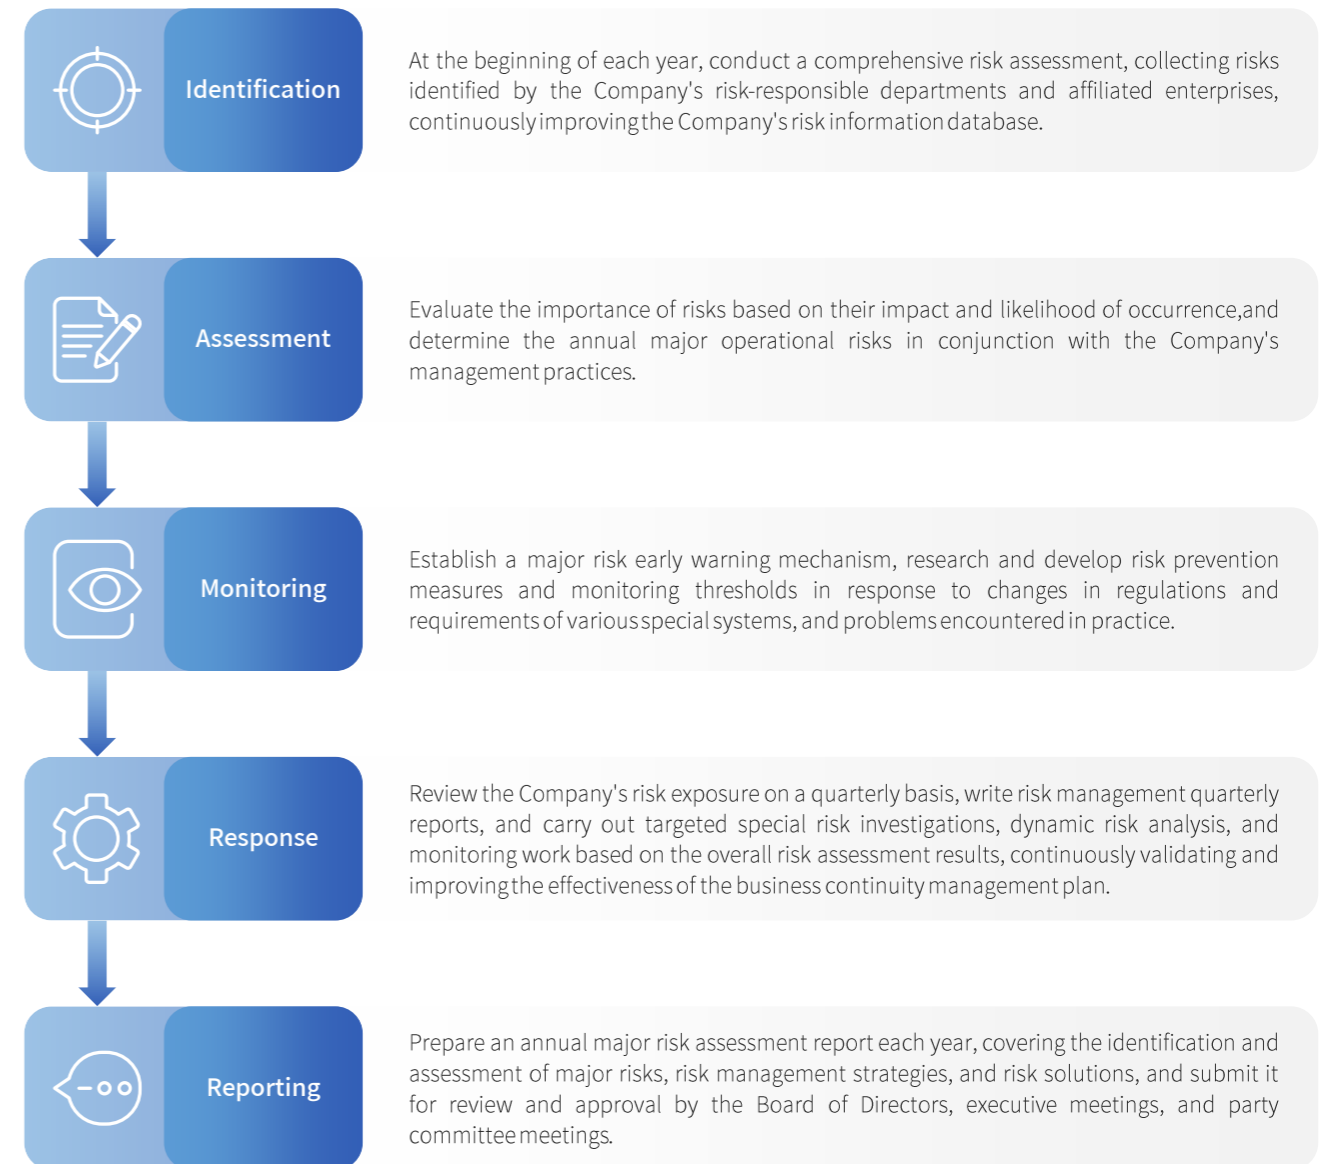 Identification
At the beginning of each year, conduct a comprehensive risk assessment, collecting risks
identified by the Company's risk-responsible departments and affiliated enterprises,
continuously improving the Company's risk information database.
Assessment
Evaluate the importance of risks based on their impact and likelihood of occurrence,and
determine the annual major operational risks in conjunction with the Company's
management practices.
Monitoring
Establish a major risk early warning mechanism, research and develop risk prevention
measures and monitoring thresholds in response to changes in regulations and
requirements of various special systems, and problems encountered in practice.
Response
Review the Company's risk exposure on a quarterly basis, write risk management quarterly
reports, and carry out targeted special risk investigations, dynamic risk analysis, and
monitoring work based on the overall risk assessment results, continuously validating and
improving the effectiveness of the business continuity management plan.
Reporting
Prepare an annual major risk assessment report each year, covering the identification and
assessment of major risks, risk management strategies, and risk solutions, and submit it
for review and approval by the Board of Directors, executive meetings, and party
committee meetings.